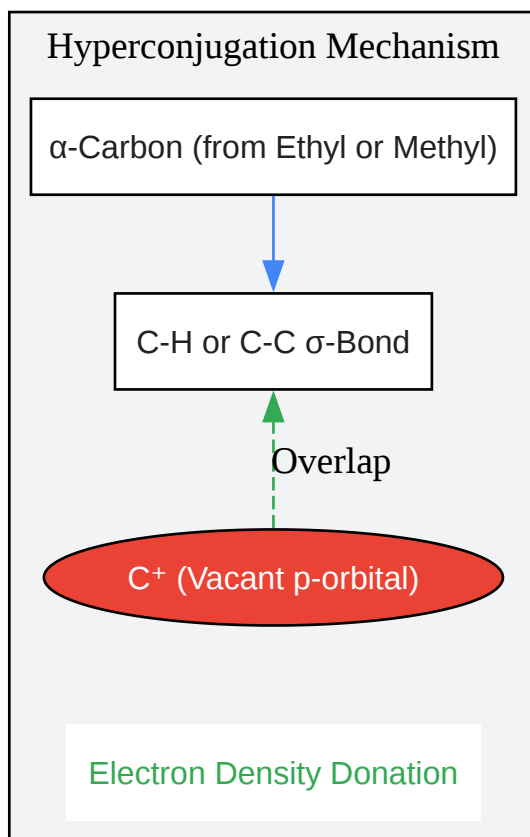 Hyperconjugation Mechanism
α-Carbon (from Ethyl or Methyl)
C-H or C-C σ-Bond
Overlap
C⁺ (Vacant p-orbital)
Electron Density Donation